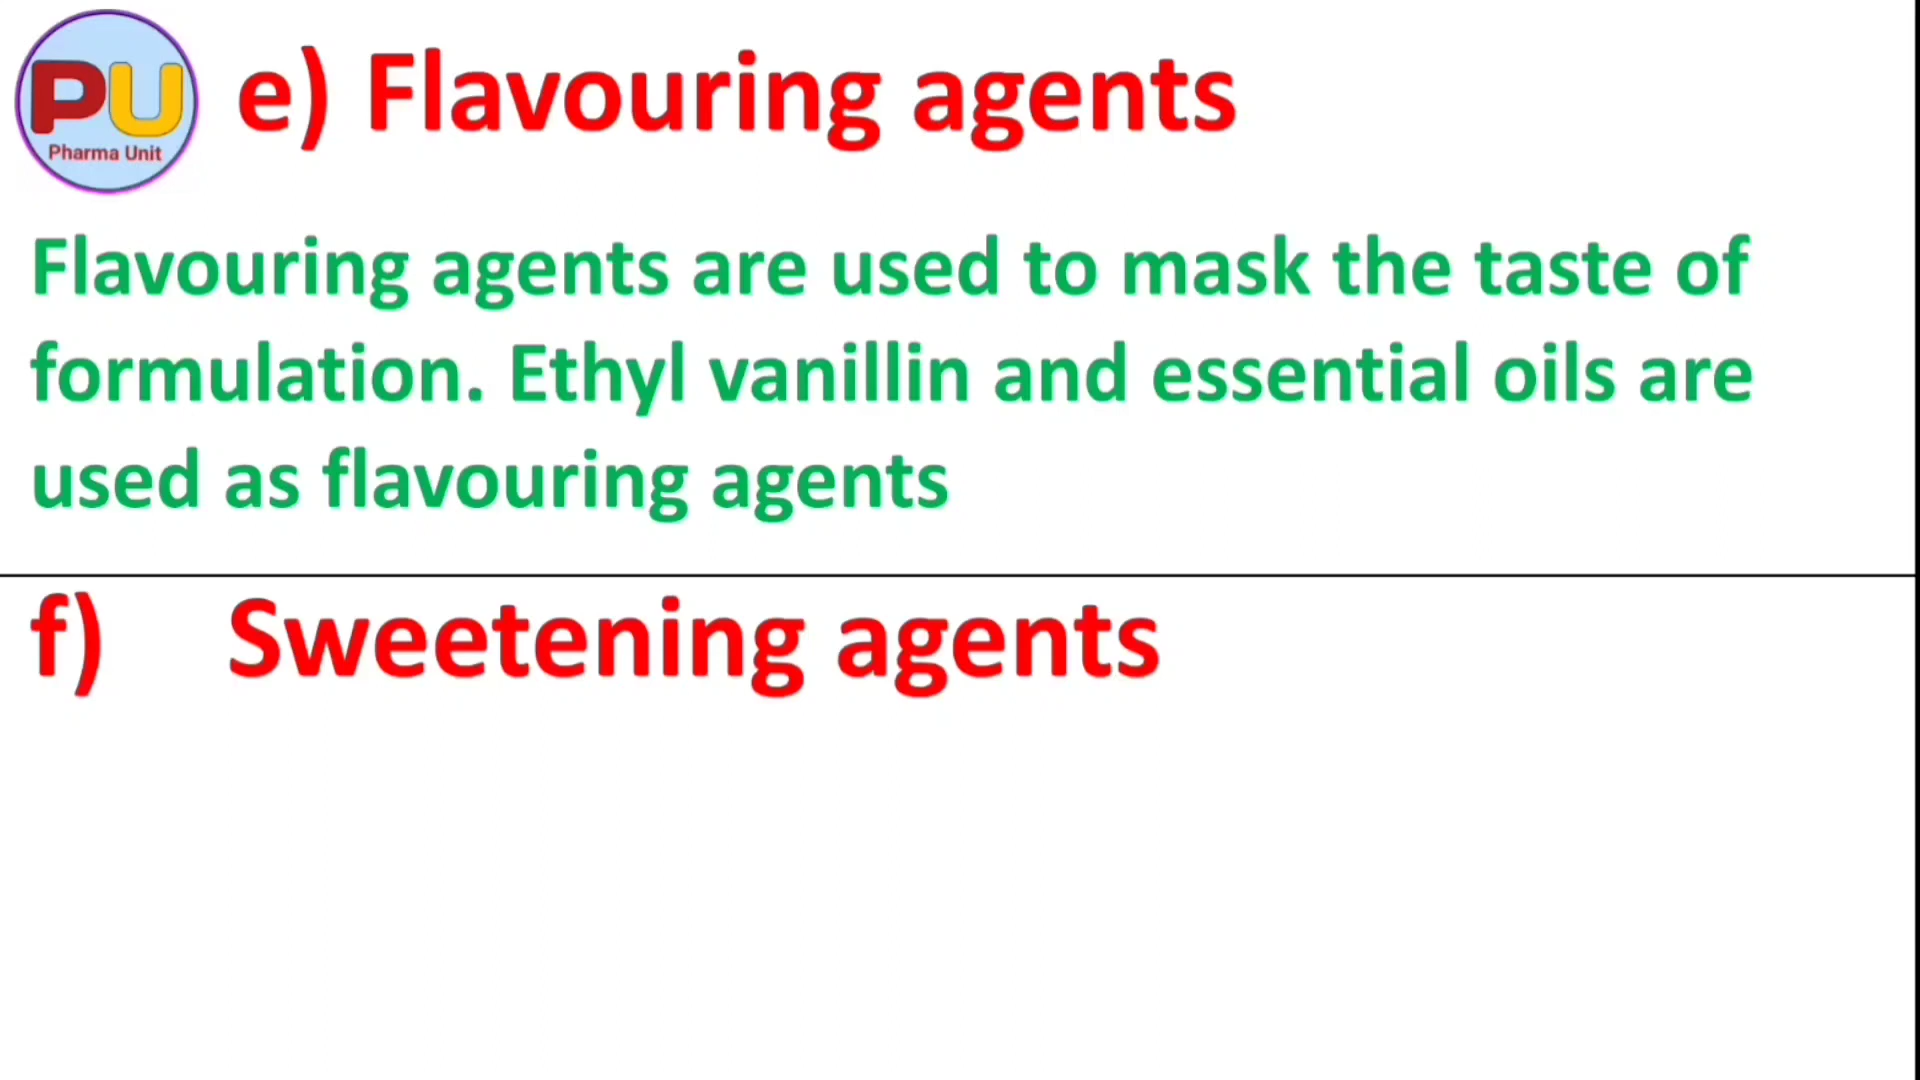 PU
Pharma Unit
e) Flavouring agents
Flavouring agents are used to mask the taste of
formulation. Ethyl vanillin and essential oils are
used as flavouring agents
f) Sweetening agents